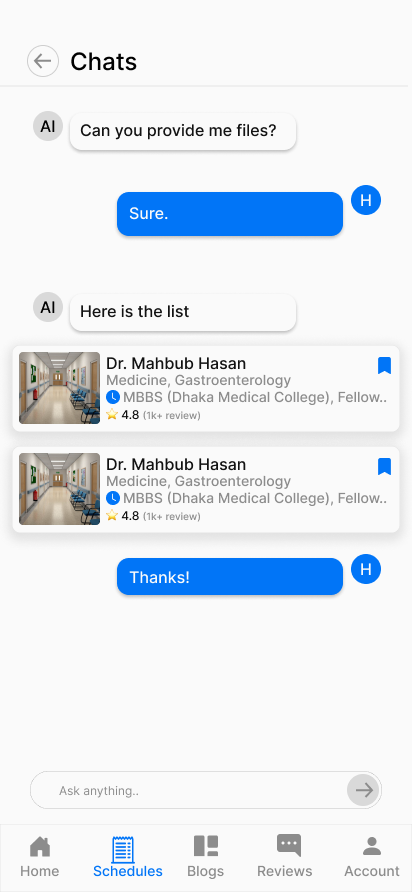 Chats
AI
Can you provide me files?
H
Sure.
AI
Here is the list
Dr. Mahbub Hasan
Medicine, Gastroenterology
MBBS (Dhaka Medical College), Fellow..
4.8 (1k+ review)
Dr. Mahbub Hasan
Medicine, Gastroenterology
MBBS (Dhaka Medical College), Fellow..
4.8 (1k+ review)
H
Thanks!
Ask anything..
Home
Schedules
Blogs
Reviews
Account